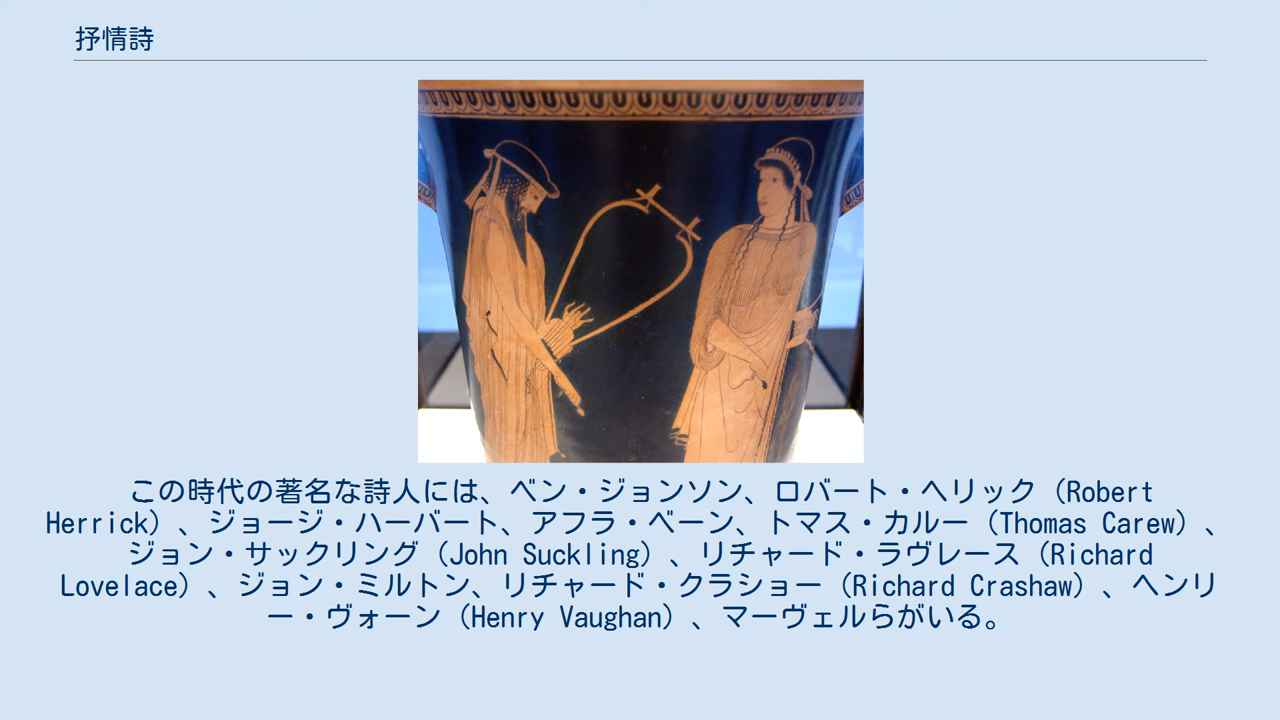 抒情詩
この時代の著名な詩人には、ベン・ジョンソン、ロバート・ヘリック（Robert
Herrick）、ジョージ・ハーバート、アフラ・ベーン、トマス・カルー（Thomas Carew）、
ジョン・サックリング（John Suckling）、リチャード・ラヴレース（Richard
Lovelace）、ジョン・ミルトン、リチャード・クラショー（Richard Crashaw）、ヘンリ
ー・ヴォーン（Henry Vaughan）、マーヴェルらがいる。